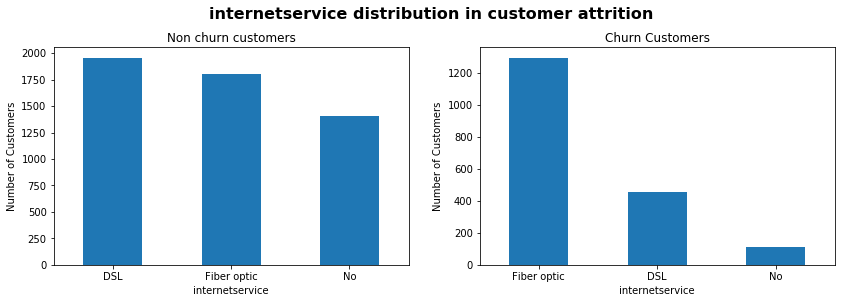 internetservice distribution in customer attrition
Non churn customers
Number of Customers
2000
1750
1500
1250
1000
750
500
250
0
DSL
Fiber optic
No
internetservice
Churn Customers
Number of Customers
1200
1000
800
600
400
200
0
Fiber optic
DSL
No
internetservice